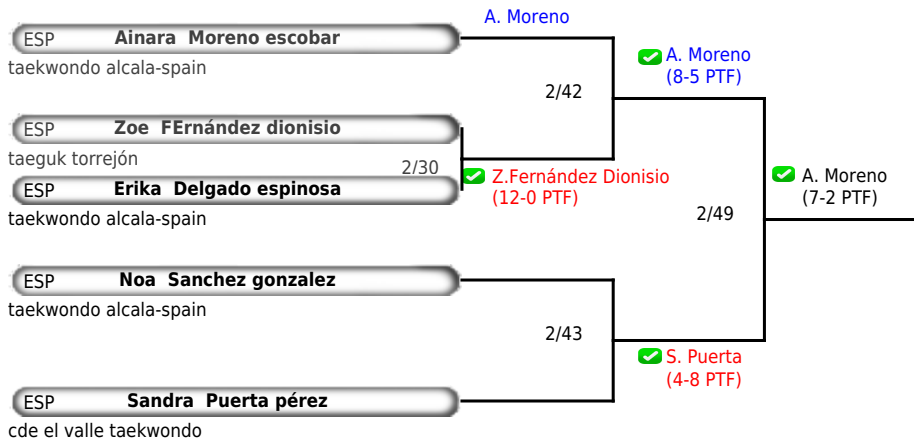 A. Moreno
ESP Ainara Moreno escobar
taekwondo alcala-spain
A. Moreno
(8-5 PTF)
2/42
ESP Zoe FErnández dionisio
taeguk torrejón
2/30
Z.Fernández Dionisio
(12-0 PTF)
ESP Erika Delgado espinosa
taekwondo alcala-spain
A. Moreno
(7-2 PTF)
2/49
ESP Noa Sanchez gonzalez
taekwondo alcala-spain
2/43
S. Puerta
(4-8 PTF)
ESP Sandra Puerta pérez
cde el valle taekwondo